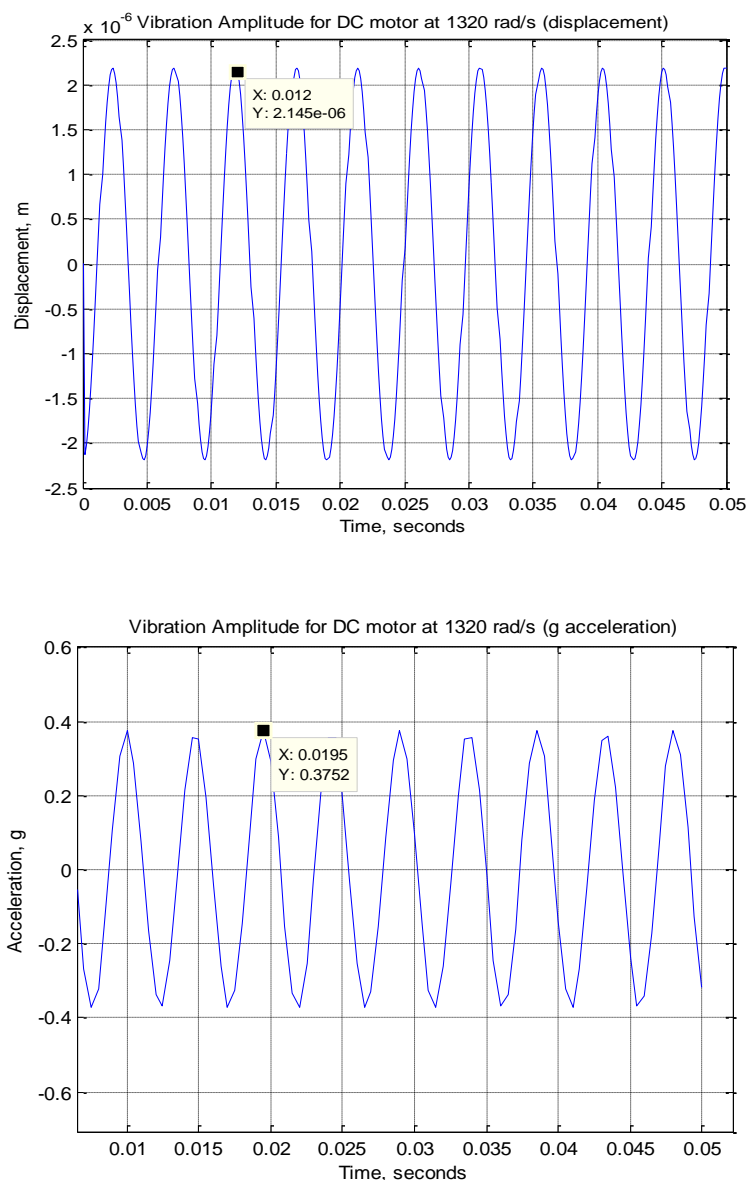 x 10-6 Vibration Amplitude for DC motor at 1320 rad/s (displacement)
2.5
2
1.5
1
0.5
0
-0.5
-1
-1.5
-2
-2.5
Displacement, m
X: 0.012
Y: 2.145e-06
0 0.005 0.01 0.015 0.02 0.025 0.03 0.035 0.04 0.045 0.05
Time, seconds
Vibration Amplitude for DC motor at 1320 rad/s (g acceleration)
0.6
0.4
0.2
0
-0.2
-0.4
-0.6
Acceleration, g
X: 0.0195
Y: 0.3752
0.01 0.015 0.02 0.025 0.03 0.035 0.04 0.045 0.05
Time, seconds